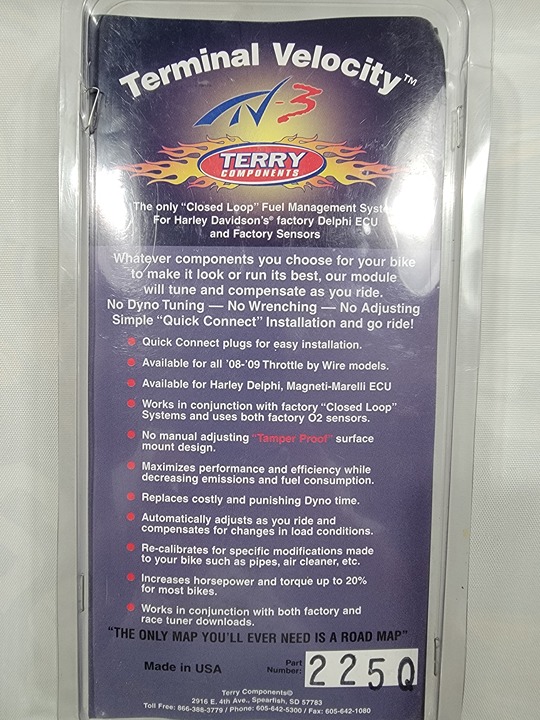 Terminal Velocity™
TV-3
TERRY
COMPONENTS
The only "Closed Loop" Fuel Management
For Harley Davidson's® factory Delphi ECU
and Factory Sensors
Whatever components you choose for your bike
to make it look or run its best, our module
will tune and compensate as you ride.
No Dyno Tuning — No Wrenching — No Adjusting
Simple "Quick Connect" Installation and go ride!
Quick Connect plugs for easy installation.
Available for all '08-'09 Throttle by Wire models.
Available for Harley Delphi, Magneti-Marelli ECU
Works in conjunction with factory "Closed Loop"
Systems and uses both factory O2 sensors.
No manual adjusting "Tamper Proof" surface
mount design.
Maximizes performance and efficiency while
decreasing emissions and fuel consumption.
Replaces costly and punishing Dyno time.
Automatically adjusts as you ride and
compensates for changes in load conditions.
Re-calibrates for specific modifications made
to your bike such as pipes, air cleaner, etc.
Increases horsepower and torque up to 20%
for most bikes.
Works in conjunction with both factory and
race tuner downloads.
"THE ONLY MAP YOU'LL EVER NEED IS A ROAD MAP"
Made in USA
Part
Number:
225Q
Terry Components©
2916 E. 4th Ave., Spearfish, SD 57783
Toll Free: 866-388-3779 / Phone: 605-642-5300 / Fax: 605-642-1080